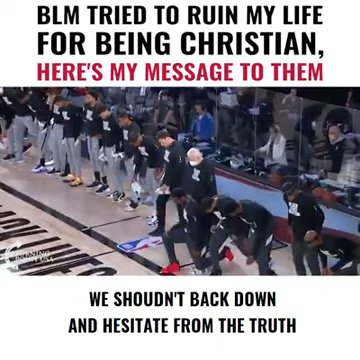 BLM TRIED TO RUIN MY LIFE
FOR BEING CHRISTIAN,
HERE'S MY MESSAGE TO THEM
WE SHOUDN'T BACK DOWN
AND HESITATE FROM THE TRUTH